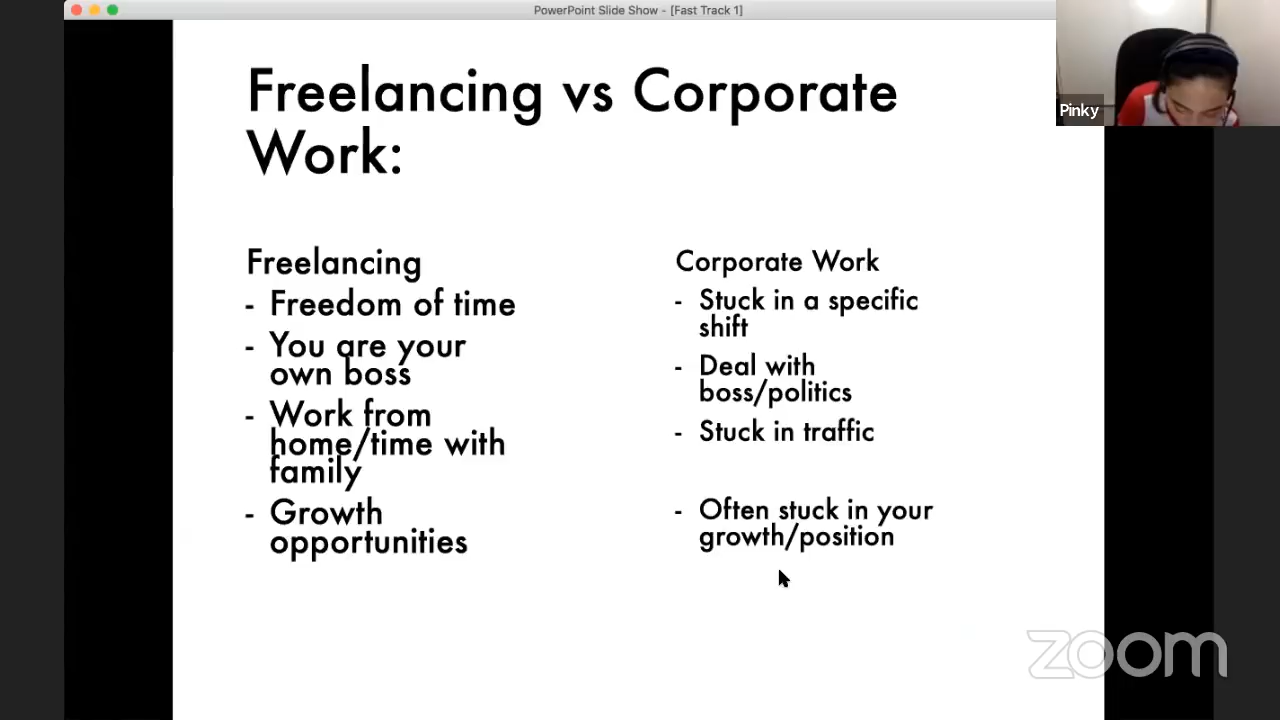 PowerPoint Slide Show - [Fast Track 1]
Pinky
Freelancing vs Corporate
Work:
Freelancing
- Freedom of time
- You are your
own boss
- Work from
home/time with
family
- Growth
opportunities
Corporate Work
- Stuck in a specific
shift
- Deal with
boss/politics
- Stuck in traffic
- Often stuck in your
growth/position
zoom